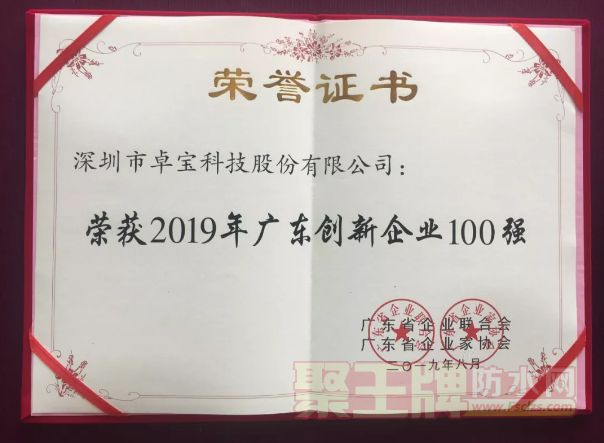 荣誉证书
深圳市卓宝科技股份有限公司：
荣获2019年广东创新企业100强
广东省企业联合会
广东省企业家协会
二〇一九年八月
聚王牌防水网